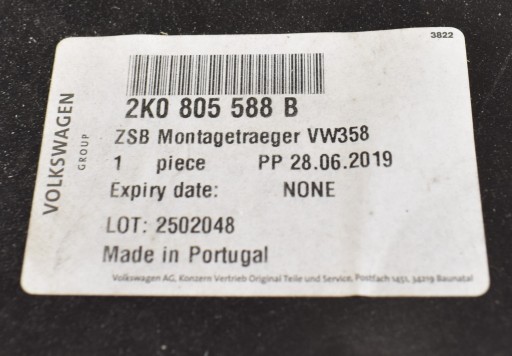 3822
VOLKSWAGEN
GROUP
2K0 805 588 B
ZSB Montagetraeger VW358
1 piece PP 28.06.2019
Expiry date: NONE
LOT: 2502048
Made in Portugal
Volkswagen AG, Konzern Vertrieb Original Teile und Service, Postfach 1451, 34219 Baunatal